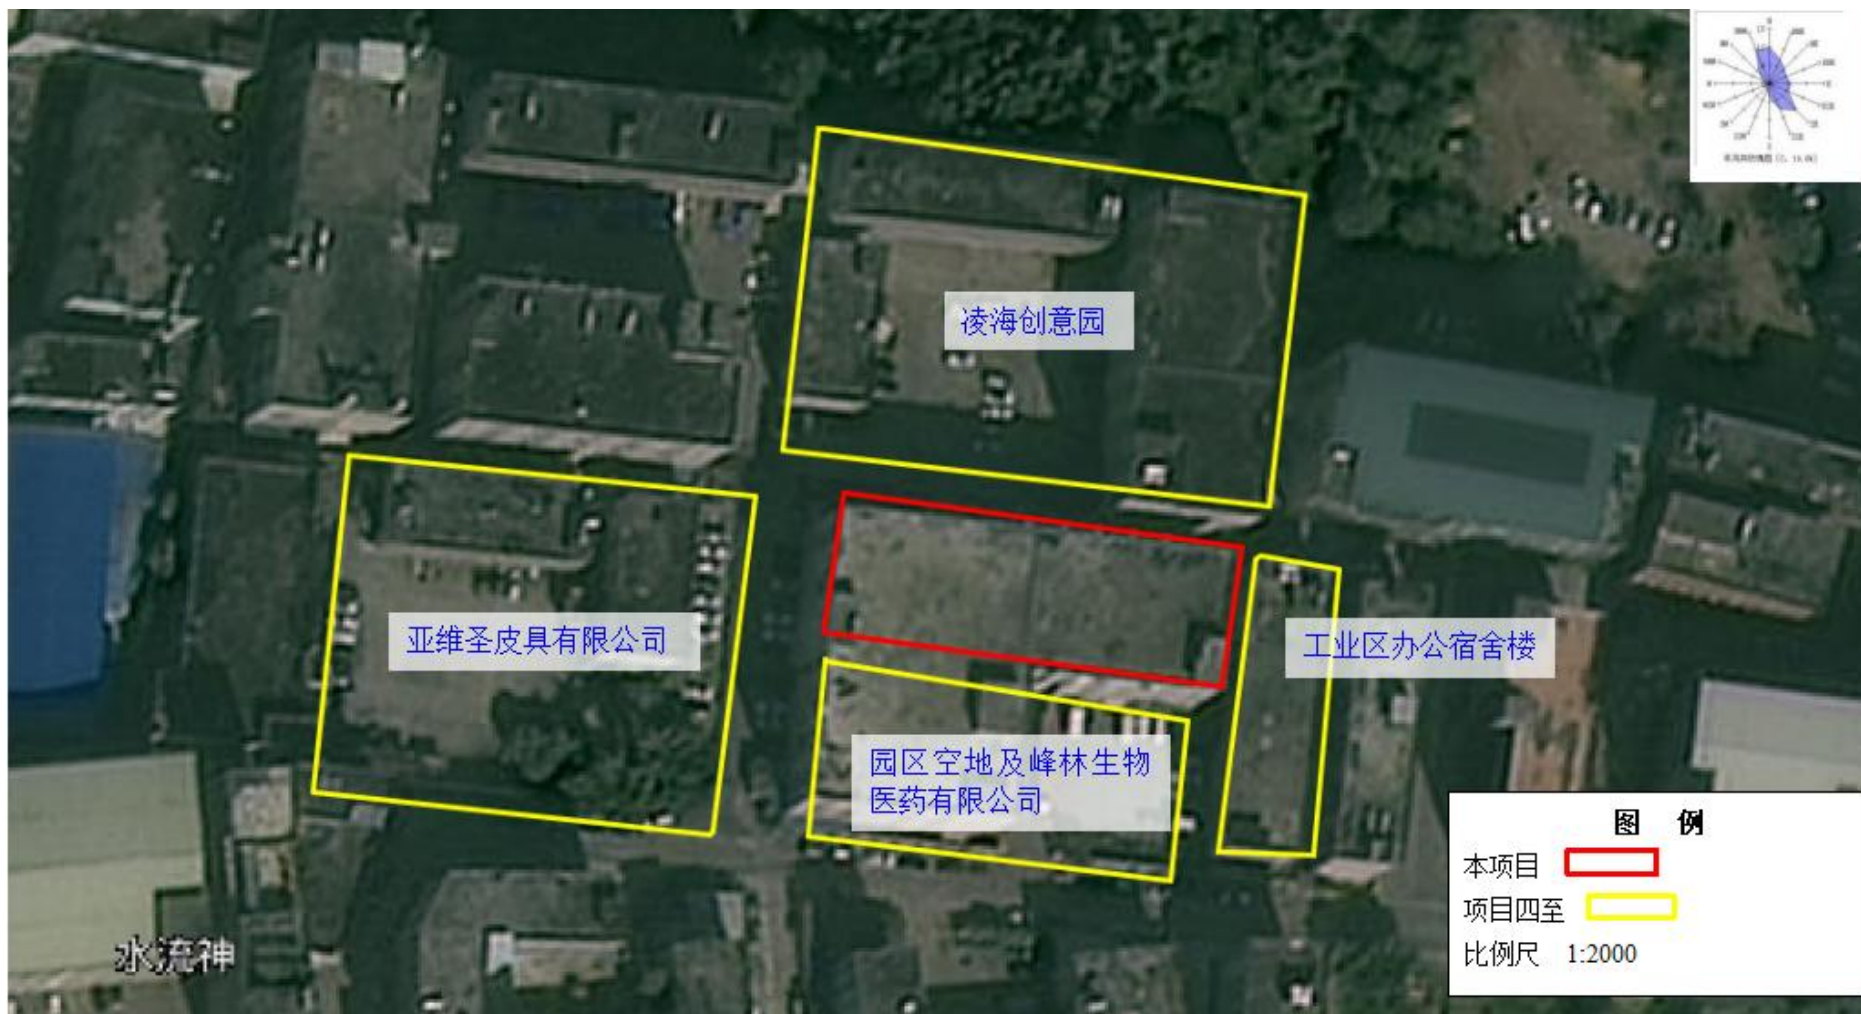 凌海创意园
亚维圣皮具有限公司
工业区办公宿舍楼
园区空地及峰林生物
医药有限公司
图 例
本项目
项目四至
比例尺 1:2000
水流神